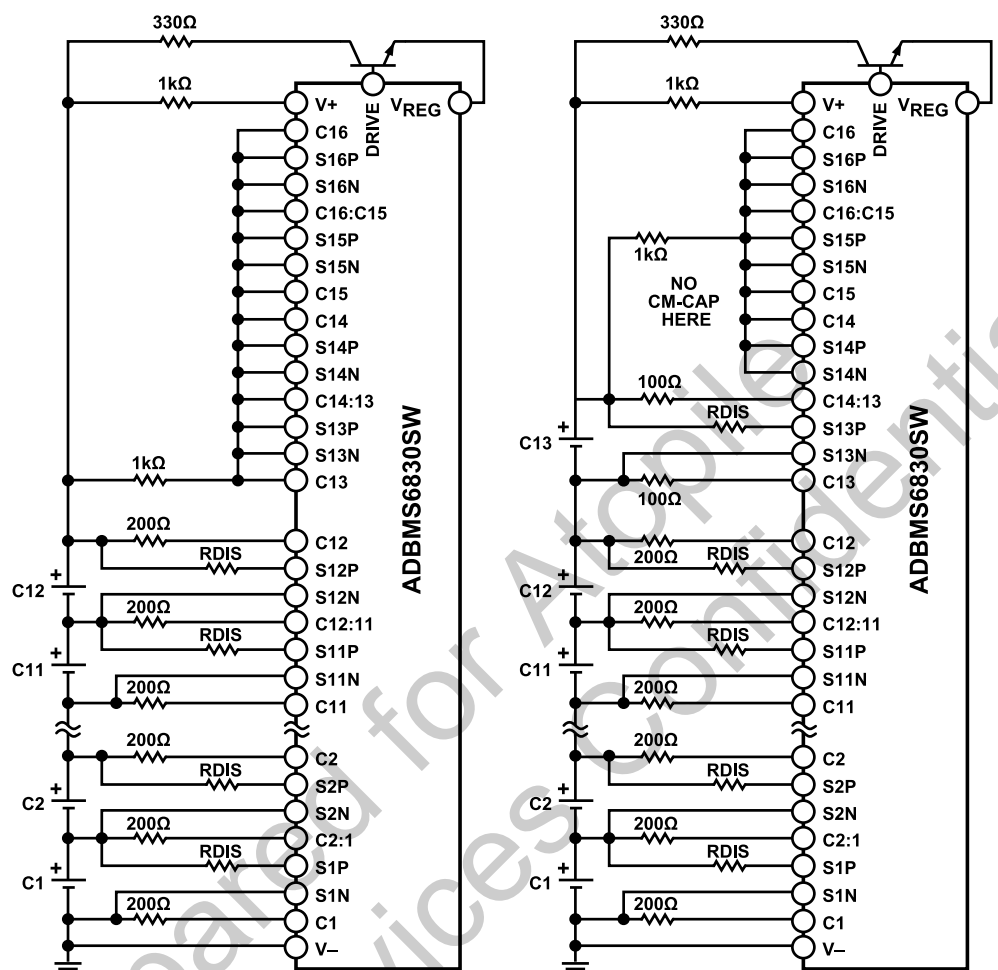 330Ω
1kΩ
DRIVE
VREG
V+
C16
S16P
S16N
C16:C15
S15P
S15N
C15
C14
S14P
S14N
C14:13
S13P
S13N
1kΩ
C13
200Ω
C12
RDIS
S12P
C12
+
S12N
200Ω
C12:11
RDIS
S11P
C11
+
S11N
200Ω
C11
200Ω
C2
RDIS
S2P
C2
+
S2N
200Ω
C2:1
RDIS
S1P
C1
+
S1N
200Ω
C1
V–
ADBMS6830SW
330Ω
1kΩ
DRIVE
VREG
V+
C16
S16P
S16N
C16:C15
S15P
1kΩ
S15N
NO
CM-CAP
HERE
C15
C14
S14P
S14N
100Ω
C14:13
RDIS
S13P
C13
+
S13N
100Ω
C13
200Ω
C12
RDIS
S12P
C12
+
S12N
200Ω
C12:11
RDIS
S11P
C11
+
S11N
200Ω
C11
200Ω
C2
RDIS
S2P
C2
+
S2N
200Ω
C2:1
RDIS
S1P
C1
+
S1N
200Ω
C1
V–
ADBMS6830SW
for Atopile